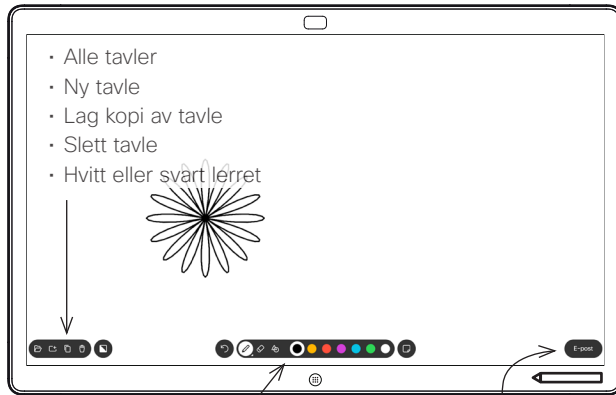 • Alle tavler
• Ny tavle
• Lag kopi av tavle
• Slett tavle
• Hvitt eller svart lerret
E-post